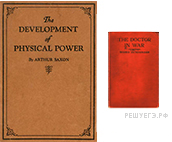 The
DEVELOPMENT
OF
PHYSICAL POWER
By ARTHUR SAXON
THE DOCTOR
IN WAR
РЕШУЕГЭ.РФ